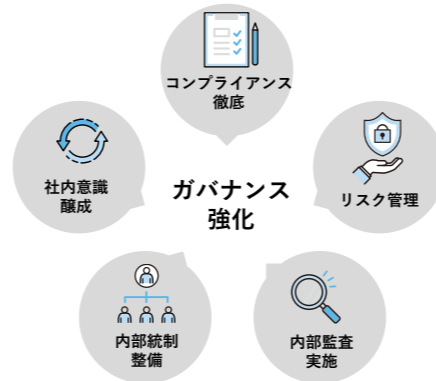 コンプライアンス
徹底
社内意識
醸成
ガバナンス
強化
リスク管理
内部統制
整備
内部監査
実施